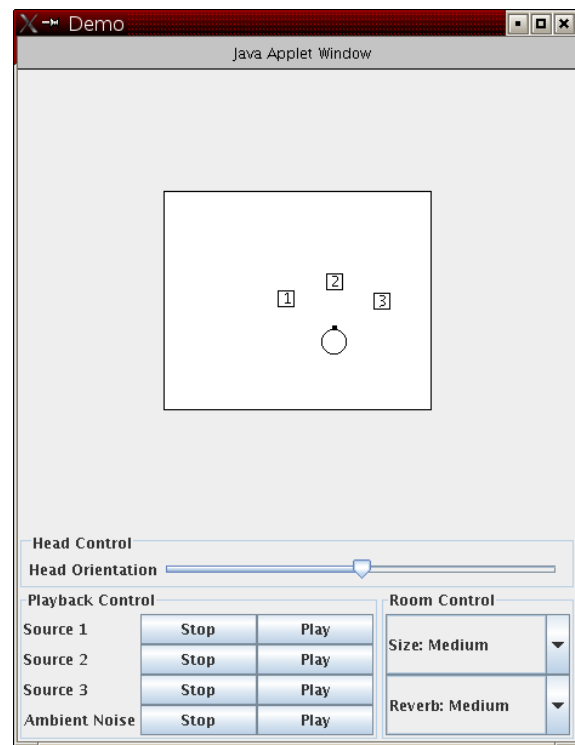 Demo
Java Applet Window
2
1
3
Head Control
Head Orientation
Playback Control
Room Control
Source 1 Stop Play
Size: Medium
Source 2 Stop Play
Source 3 Stop Play
Reverb: Medium
Ambient Noise Stop Play